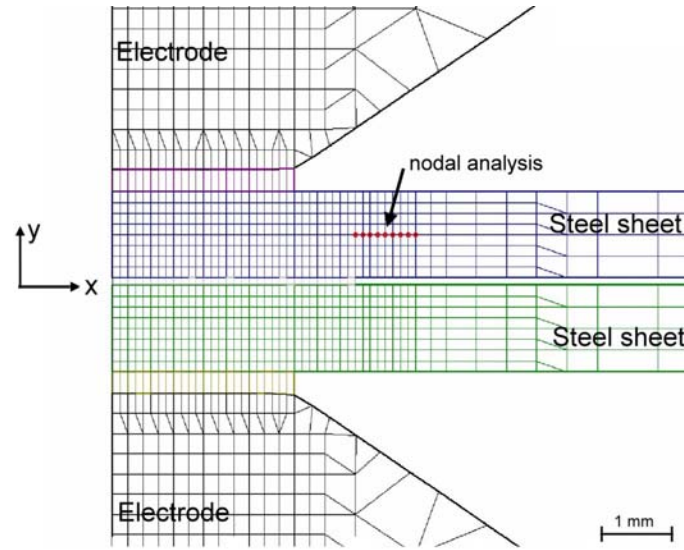 Electrode
nodal analysis
Steel sheet
y
x
Steel sheet
Electrode
1 mm